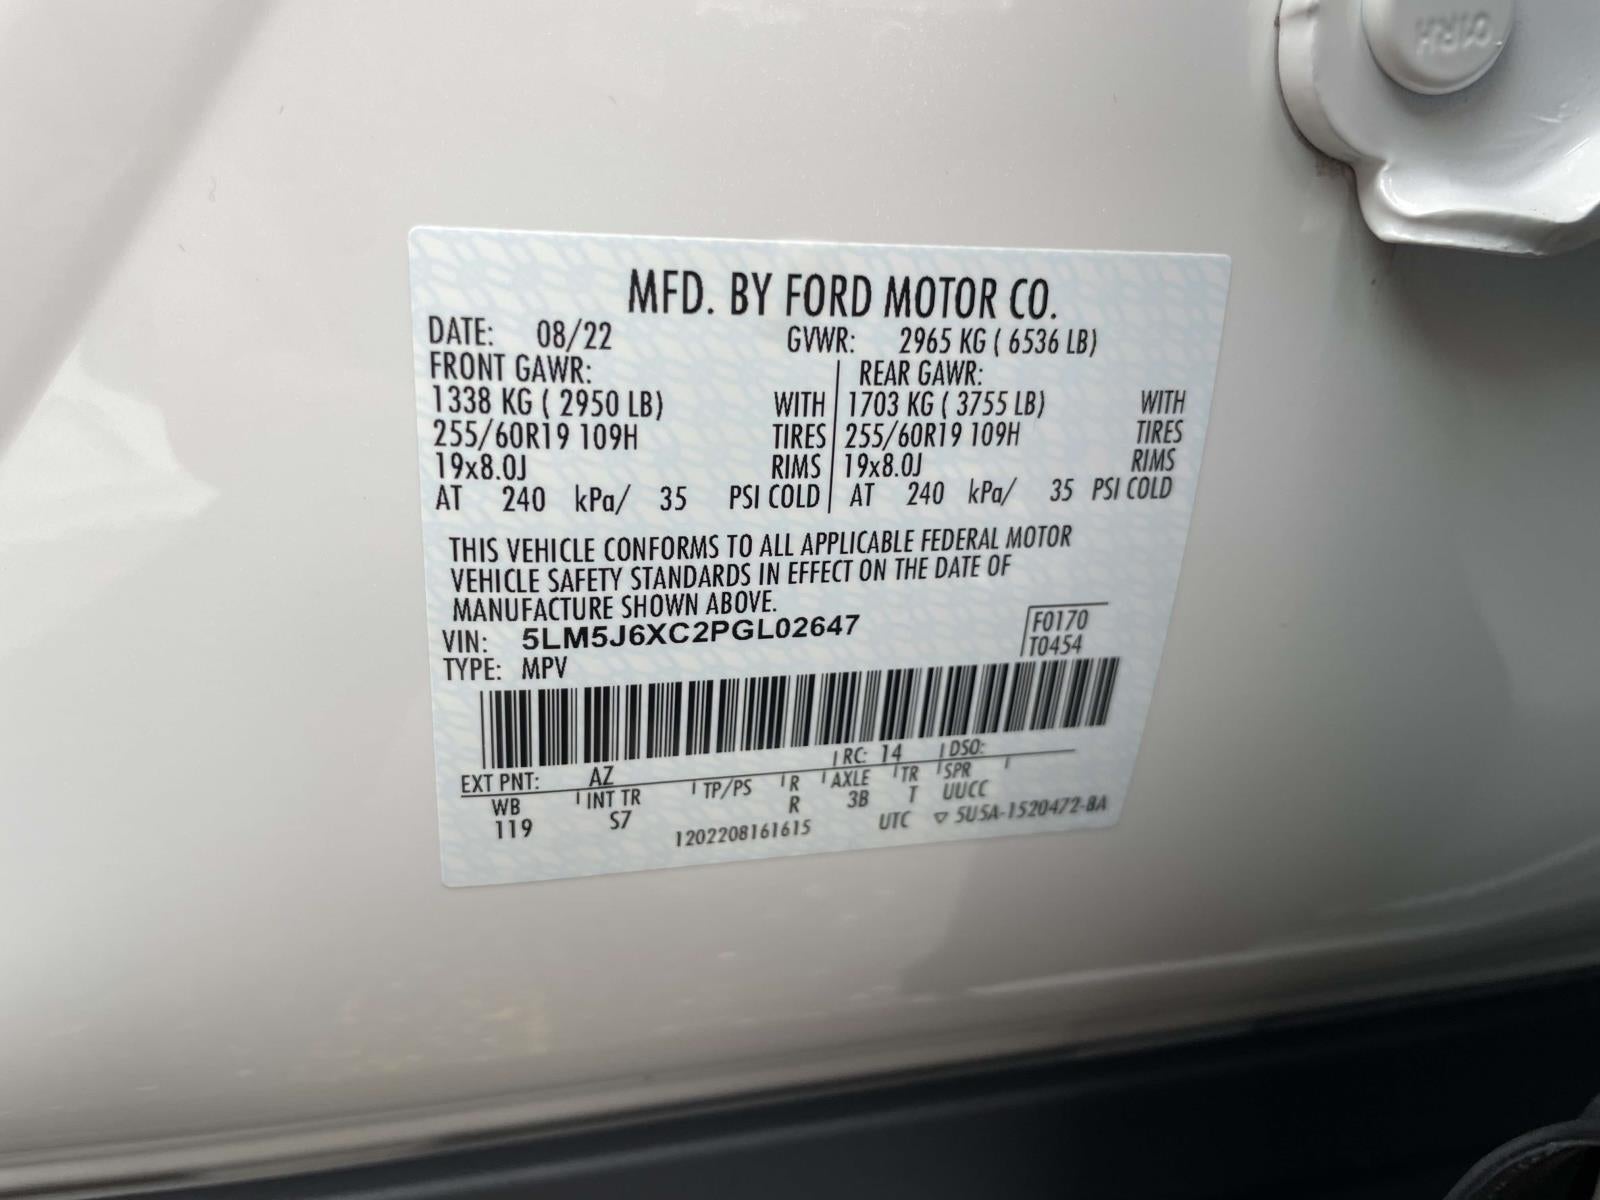 01RH
MFD. BY FORD MOTOR CO.
DATE: 08/22 GVWR: 2965 KG ( 6536 LB)
FRONT GAWR: REAR GAWR:
1338 KG ( 2950 LB) WITH 1703 KG ( 3755 LB) WITH
255/60R19 109H TIRES 255/60R19 109H TIRES
19x8.0J RIMS 19x8.0J RIMS
AT 240 kPa/ 35 PSI COLD AT 240 kPa/ 35 PSI COLD
THIS VEHICLE CONFORMS TO ALL APPLICABLE FEDERAL MOTOR
VEHICLE SAFETY STANDARDS IN EFFECT ON THE DATE OF
MANUFACTURE SHOWN ABOVE.
VIN: 5LM5J6XC2PGL02647 F0170
TYPE: MPV T0454
EXT PNT: AZ RC: 14 DSO:
WB INT TR TP/PS R AXLE TR SPR
119 S7 R 3B T UUCC
1202208161615 UTC ▽ 5U5A-1520472-BA